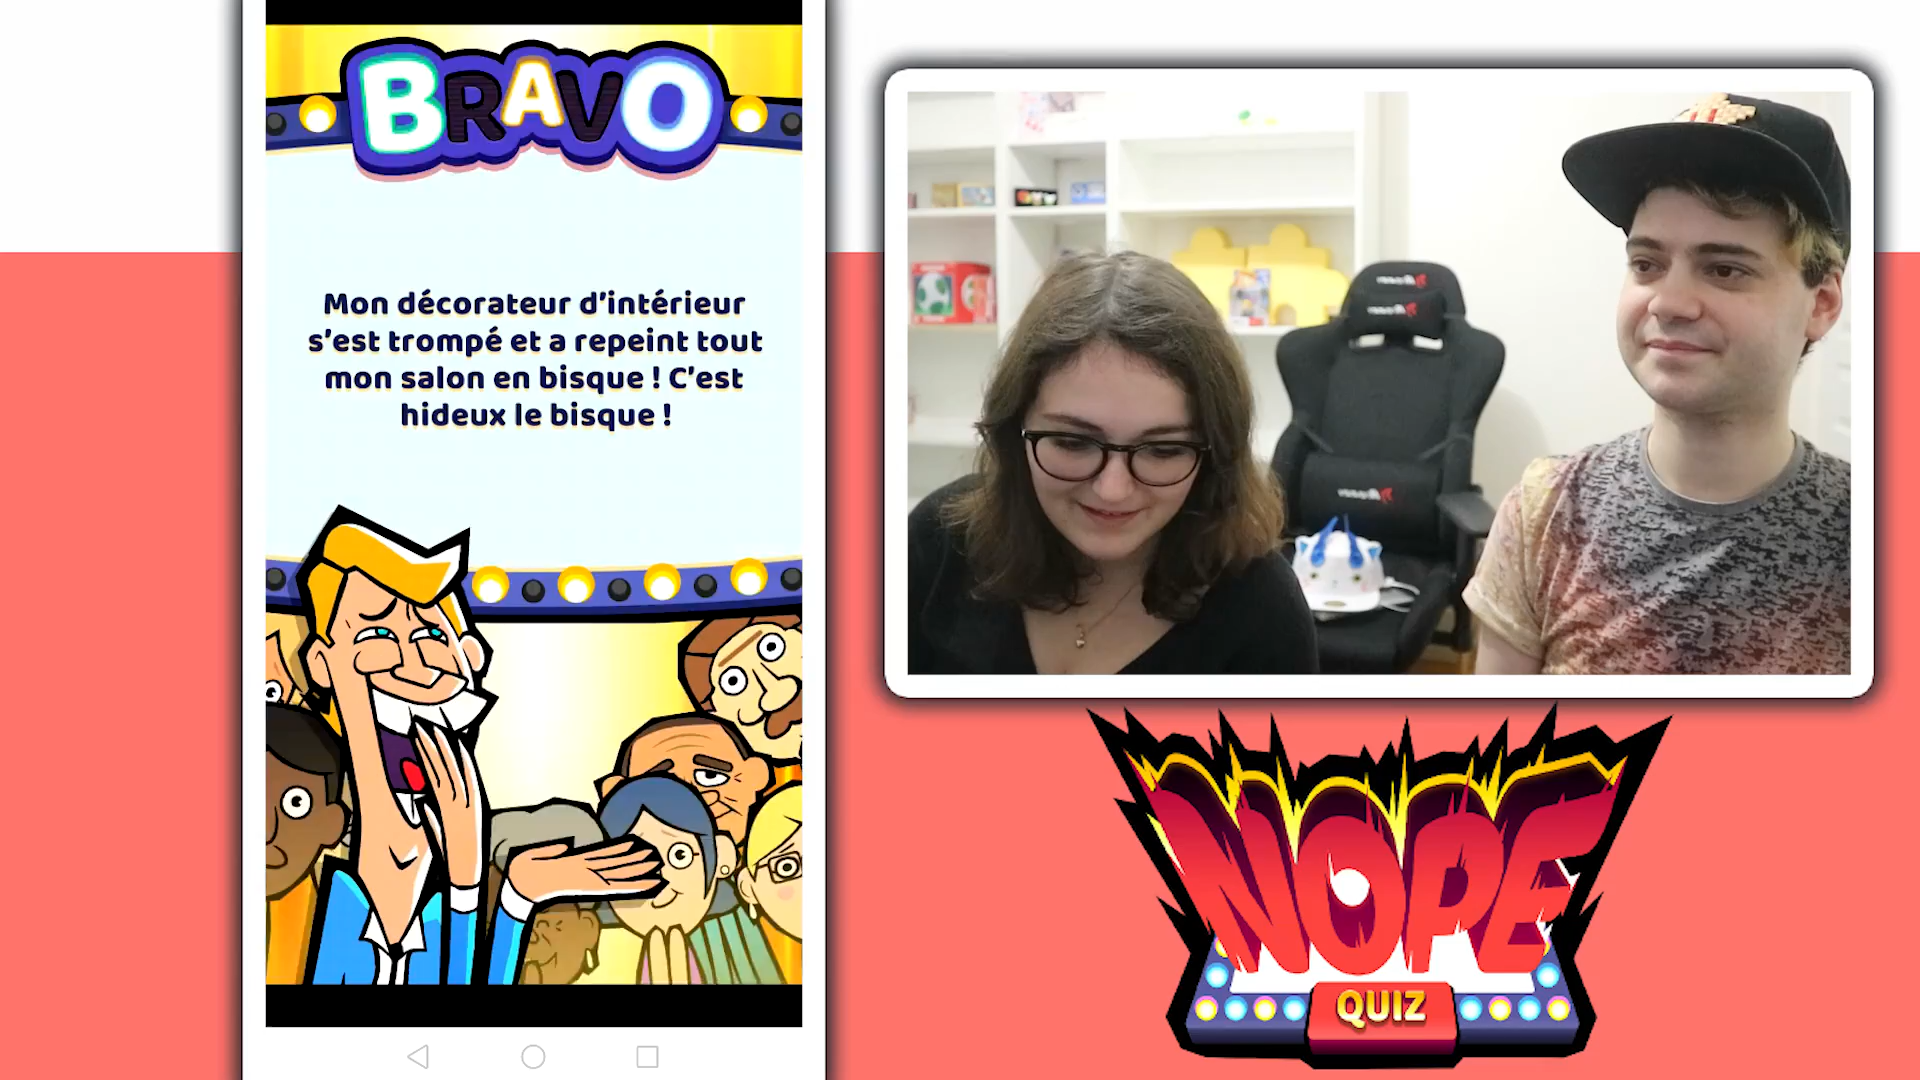 BRAVO
Mon décorateur d'intérieur
s'est trompé et a repeint tout
mon salon en bisque ! C'est
hideux le bisque !
NOPE
QUIZ